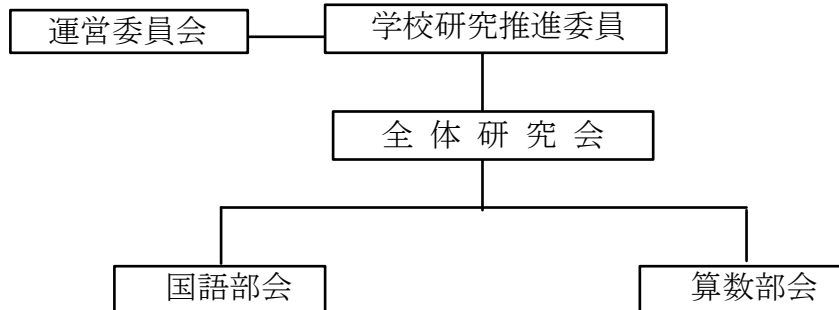 運営委員会
学校研究推進委員
全体研究会
国語部会
算数部会